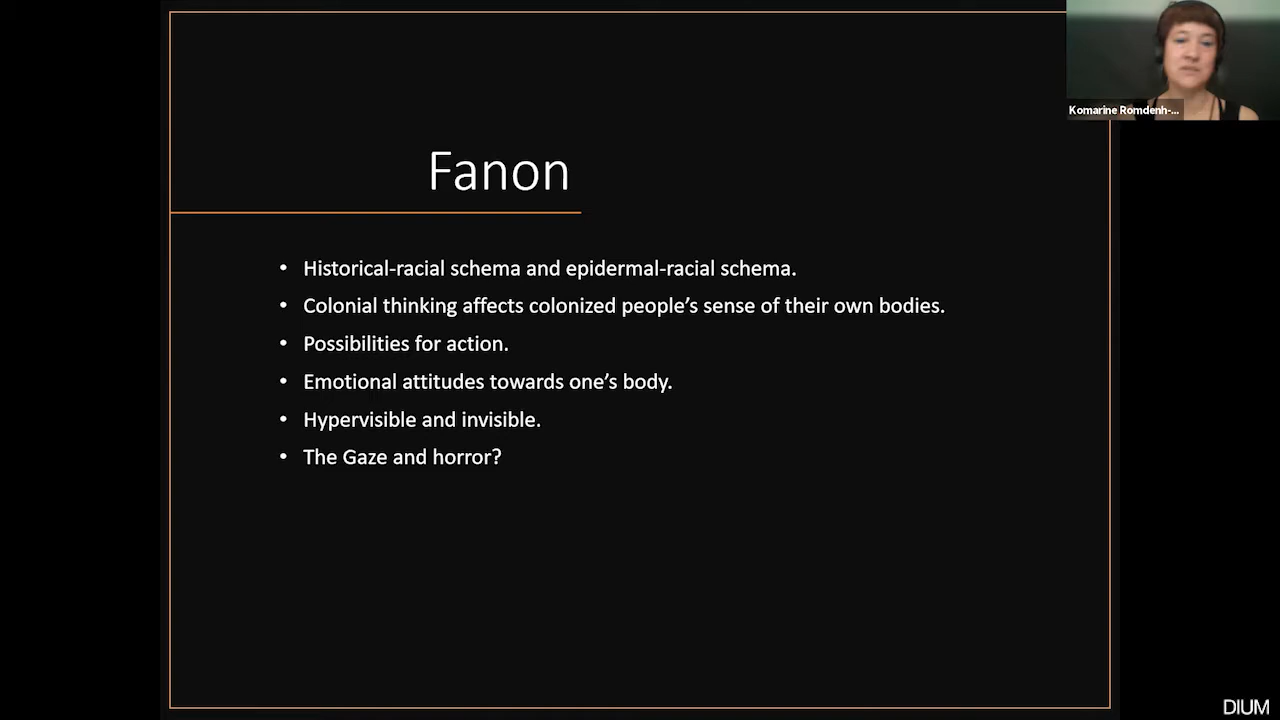 Komarine Romdenh-...
Fanon
• Historical-racial schema and epidermal-racial schema.
• Colonial thinking affects colonized people’s sense of their own bodies.
• Possibilities for action.
• Emotional attitudes towards one’s body.
• Hypervisible and invisible.
• The Gaze and horror?
DIUM